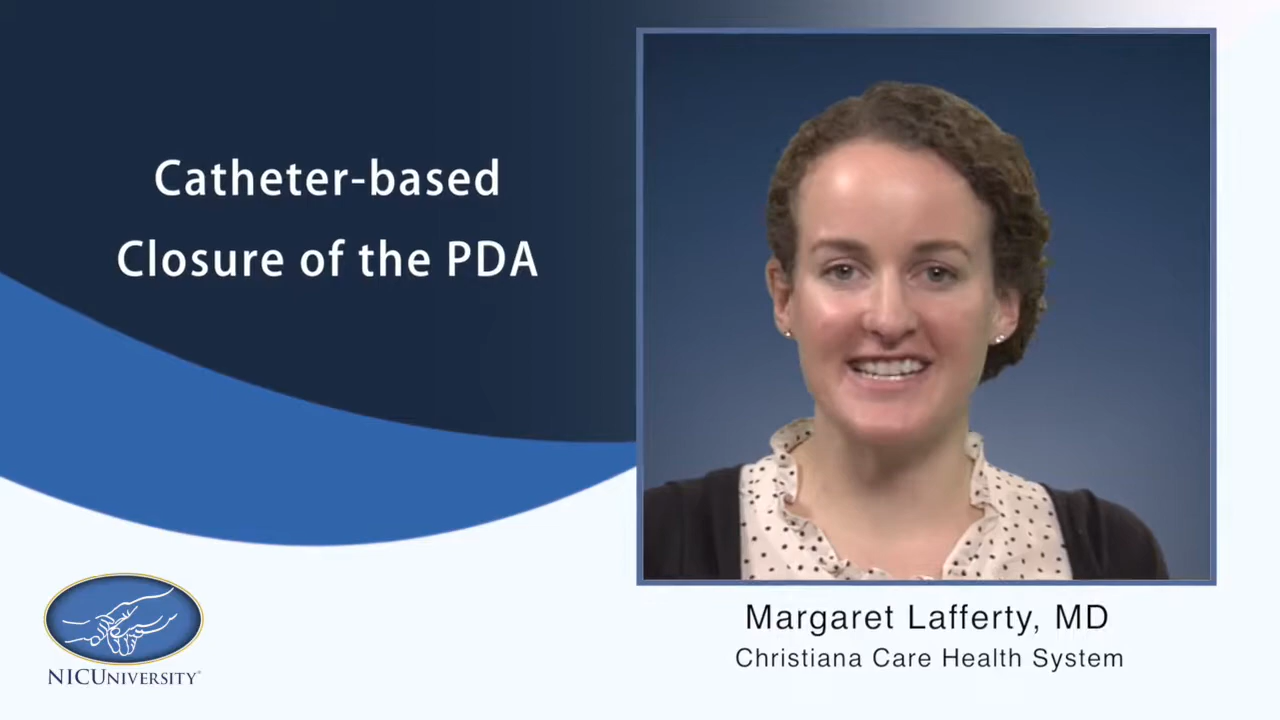 Catheter-based
Closure of the PDA
NICUNIVERSITY®
Margaret Lafferty, MD
Christiana Care Health System